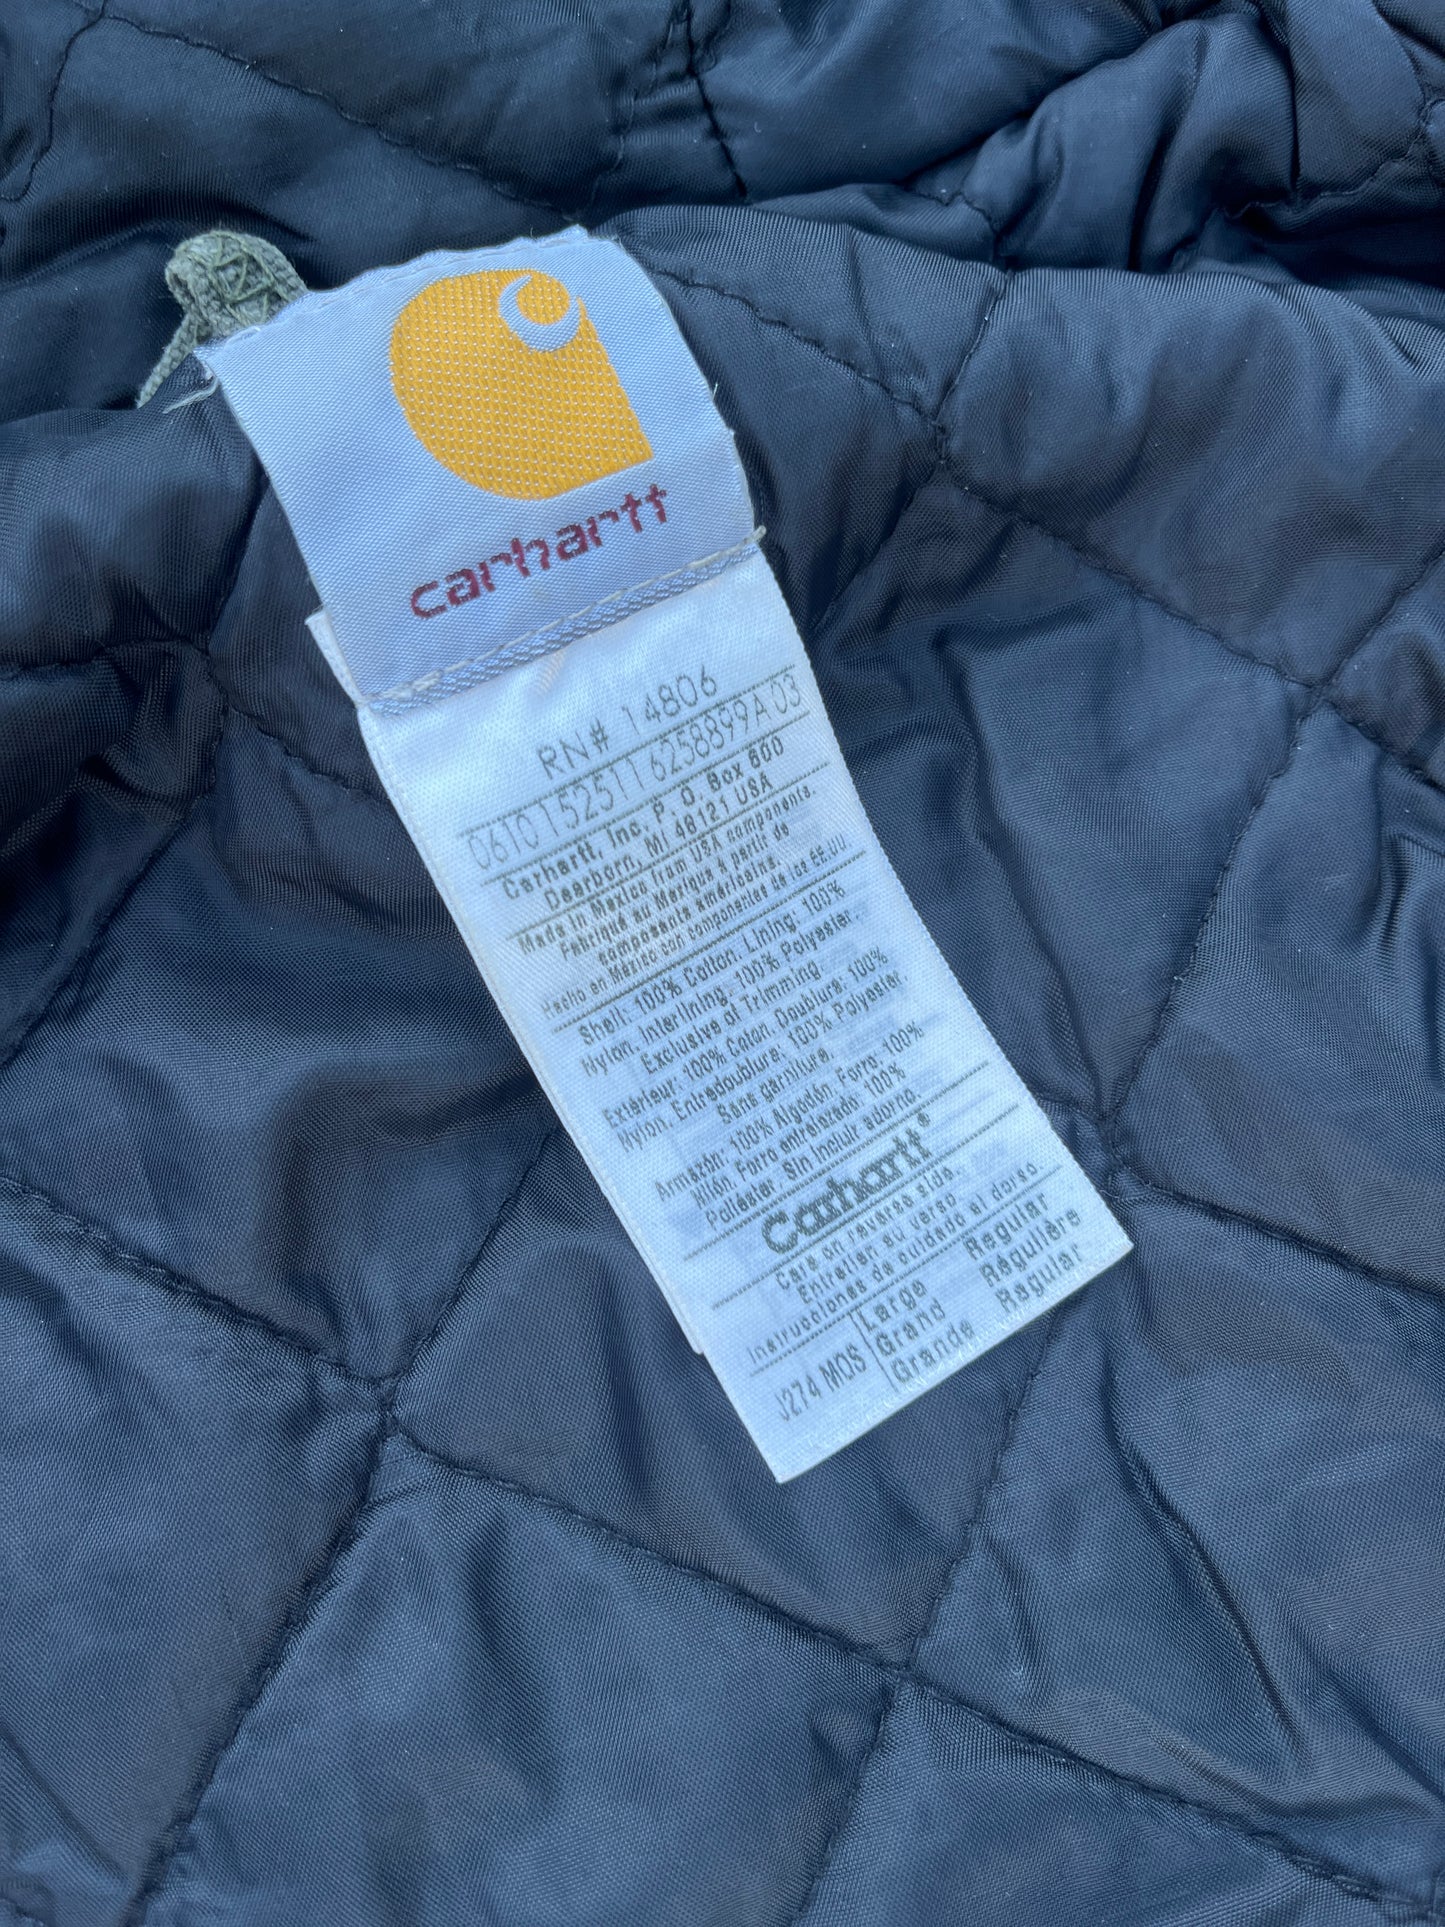 carhartt
RN# 14806
0610 152511 6258899A 03
Carhartt, Inc, P. O. Box 600
Dearborn, MI 48121 USA
Made in Mexico from USA components.
Fabriqué au Mexique à partir de
composants américains.
Hecho en México con componentes de los EE.UU.
Shell: 100% Cotton. Lining: 100%
Nylon. Interlining: 100% Polyester.
Exclusive of Trimming.
Extérieur: 100% Coton. Doublure: 100%
Nylon. Entredoublure: 100% Polyester.
Sans garniture.
Armazón: 100% Algodón. Forro: 100%
Nilón. Forro entrelazado: 100%
Poliéster. Sin Incluir adorno.
carhartt®
Care on reverse side.
Entretien au verso
Instrucciones de cuidado al dorso.
J274 MOS
Large Regular
Grand Régulière
Grande Regular